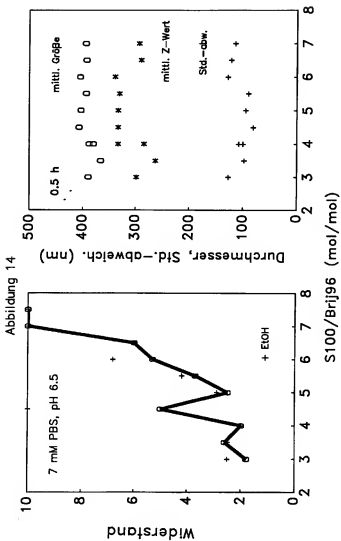 Abbildung 14
Widerstand
10
8
6
4
2
0
7 mM PBS, pH 6.5
+ EtOH
2 3 4 5 6 7 8
Durchmesser, Std.-abweich. (nm)
500
400
300
200
100
0
0.5 h
mittl. Größe
mittl. Z-Wert
Std.-abw.
2 3 4 5 6 7 8
S100/Brij96 (mol/mol)